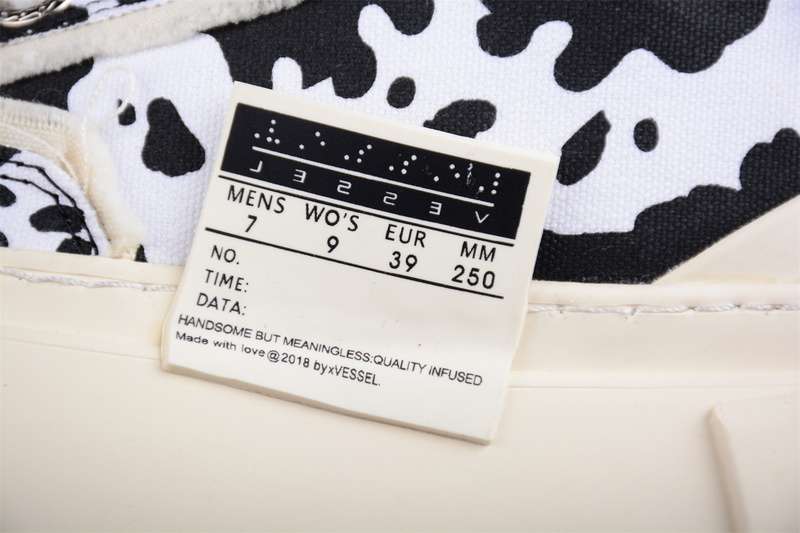 VESSEL
MENS WO'S EUR MM
7 9 39 250
NO.
TIME:
DATA:
HANDSOME BUT MEANINGLESS:QUALITY INFUSED
Made with love@2018 byxVESSEL.